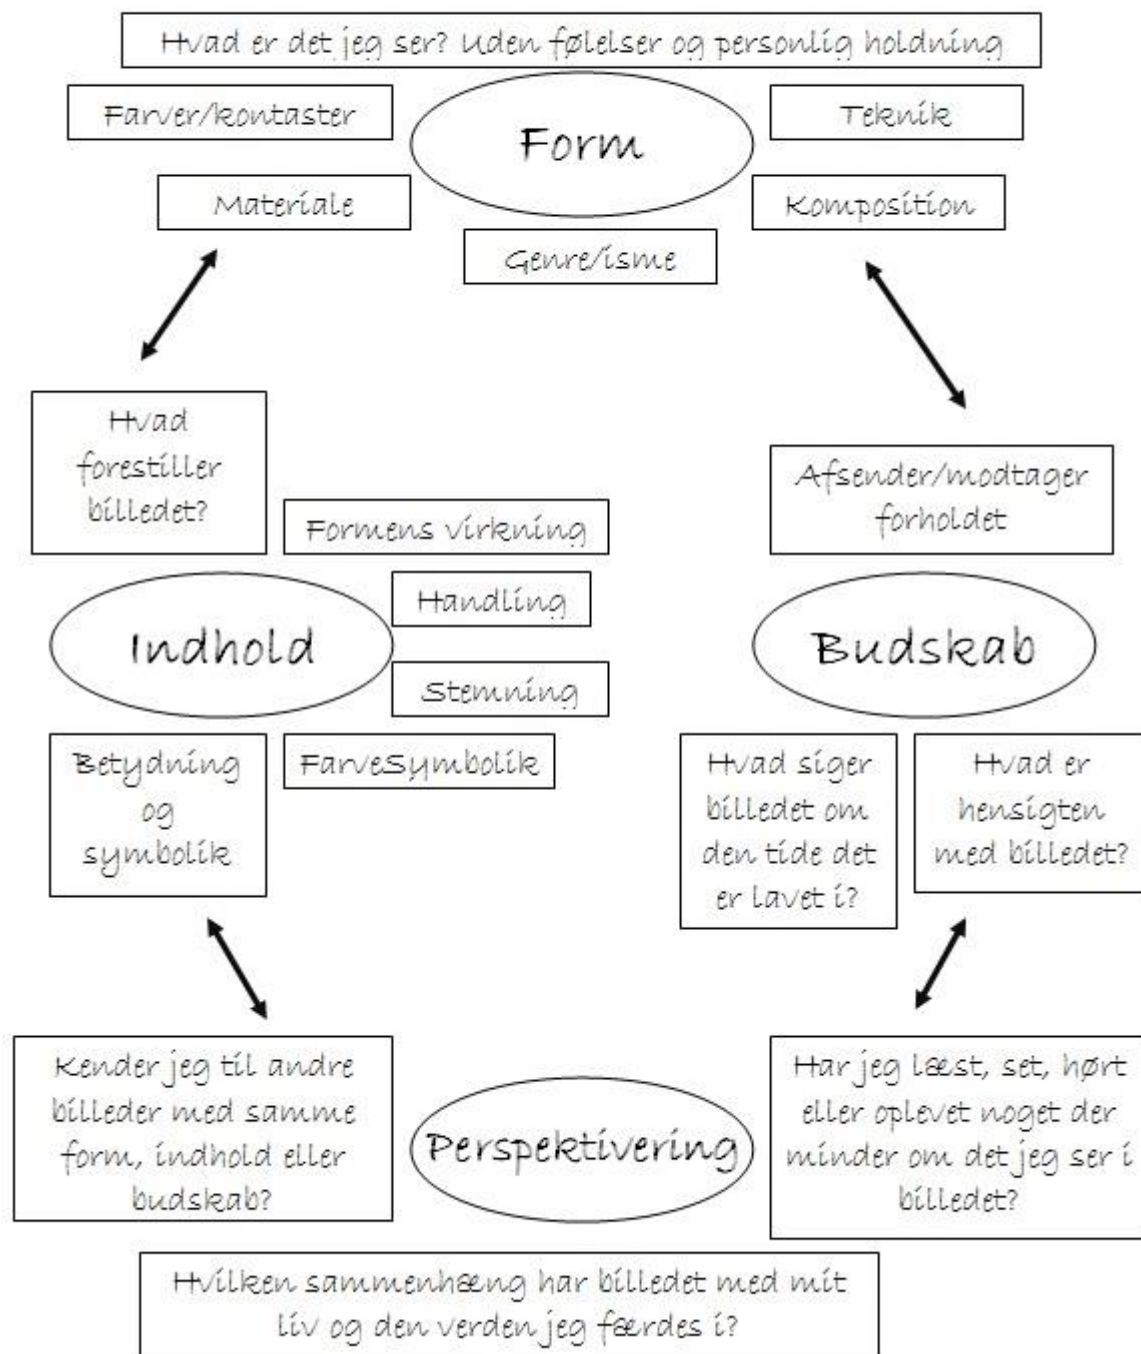 Hvad er det jeg ser? Uden følelser og personlig holdning
Farver/kontaster
Form
Teknik
Materiale
Komposition
Genre/isme
Hvad
forestiller
billedet?
Formens virkning
Handling
Indhold
Stemning
Betydning
og
symbolik
FarveSymbolik
Afsender/modtager
forholdet
Budskab
Hvad siger
billedet om
den tide det
er lavet i?
Hvad er
hensigten
med billedet?
Kender jeg til andre
billeder med samme
form, indhold eller
budskab?
Perspektivering
Har jeg læst, set, hørt
eller oplevet noget der
minder om det jeg ser i
billedet?
Hvilken sammenhæng har billedet med mit
liv og den verden jeg færdes i?